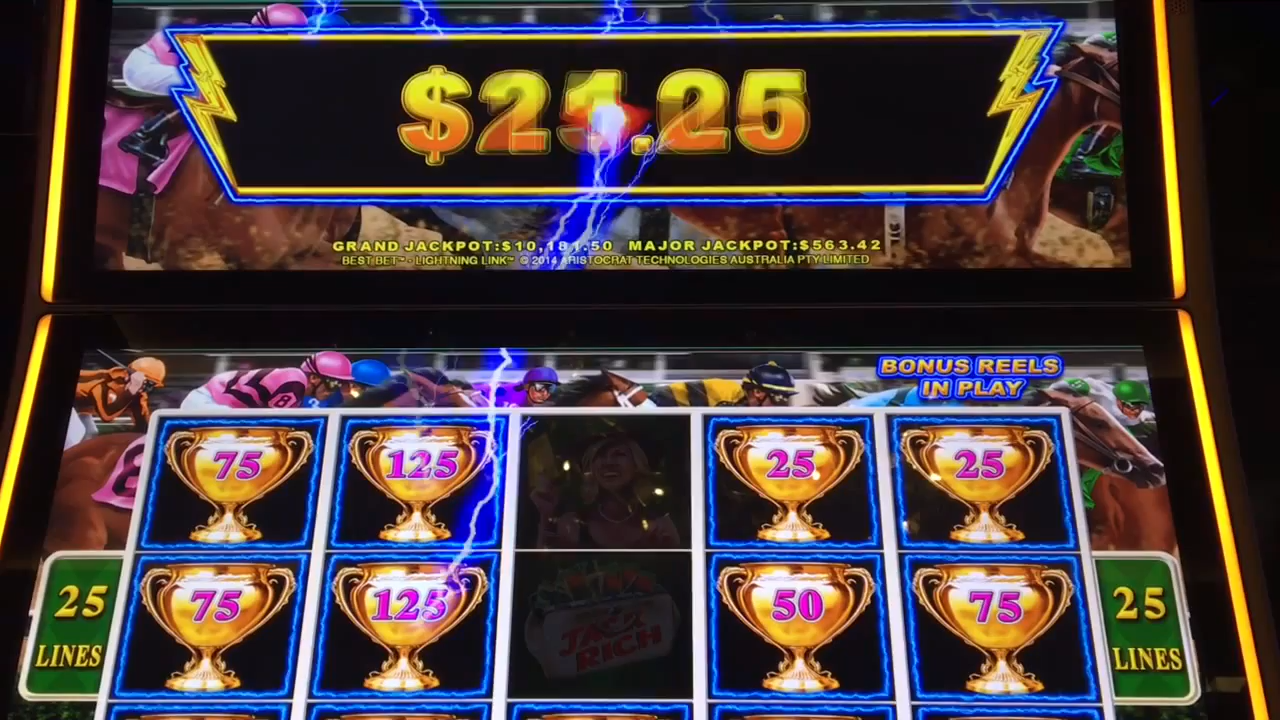 $21.25
GRAND JACKPOT:$10,181.50 MAJOR JACKPOT:$563.42
BEST BET™ - LIGHTNING LINK™ © 2014 ARISTOCRAT TECHNOLOGIES AUSTRALIA PTY LIMITED
BONUS REELS
IN PLAY
8
75 125 25 25
75 125 50 75
JACK
RICH
25
LINES
25
LINES